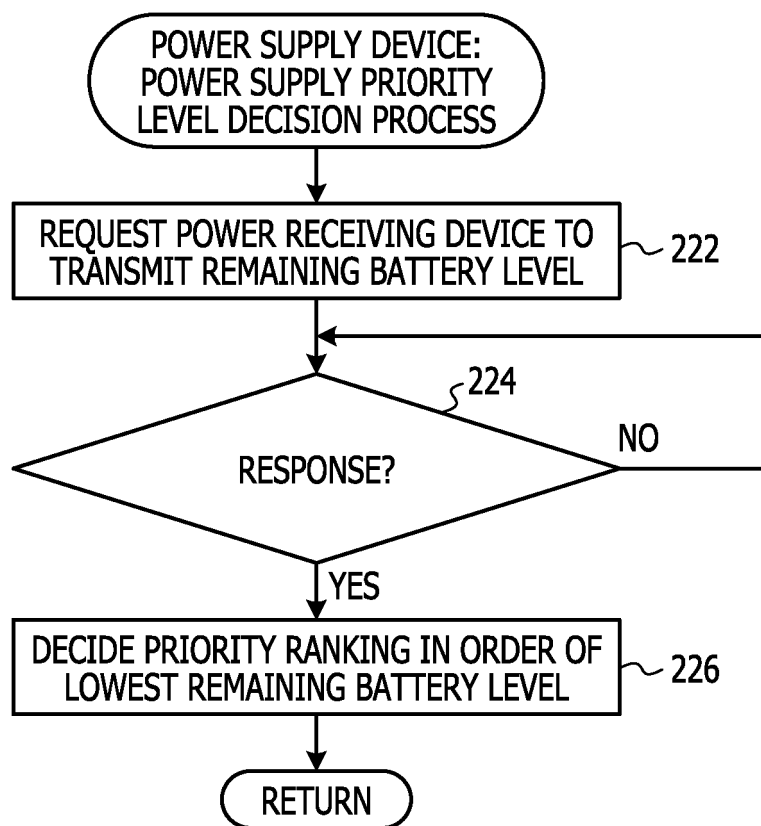 POWER SUPPLY DEVICE:
POWER SUPPLY PRIORITY
LEVEL DECISION PROCESS
REQUEST POWER RECEIVING DEVICE TO
TRANSMIT REMAINING BATTERY LEVEL
222
224
RESPONSE?
NO
YES
DECIDE PRIORITY RANKING IN ORDER OF
LOWEST REMAINING BATTERY LEVEL
226
RETURN